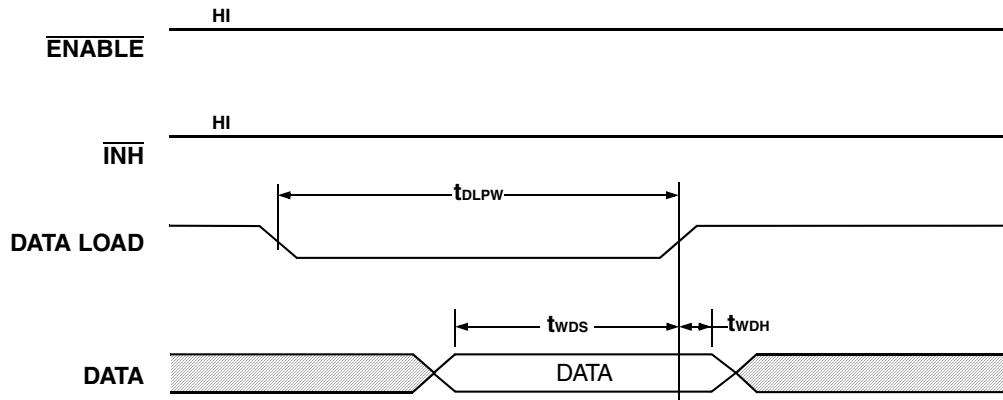 HI
ENABLE
HI
INH
tDLPW
DATA LOAD
tWDS
tWDH
DATA
DATA